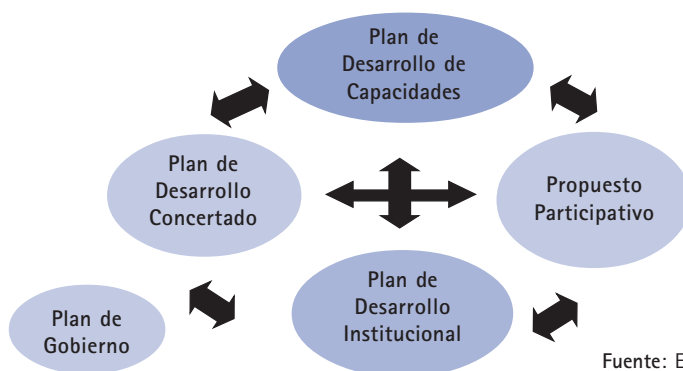 Plan de
Desarrollo de
Capacidades
Plan de
Desarrollo
Concertado
Propuesto
Participativo
Plan de
Desarrollo
Institucional
Plan de
Gobierno
Fuente: E